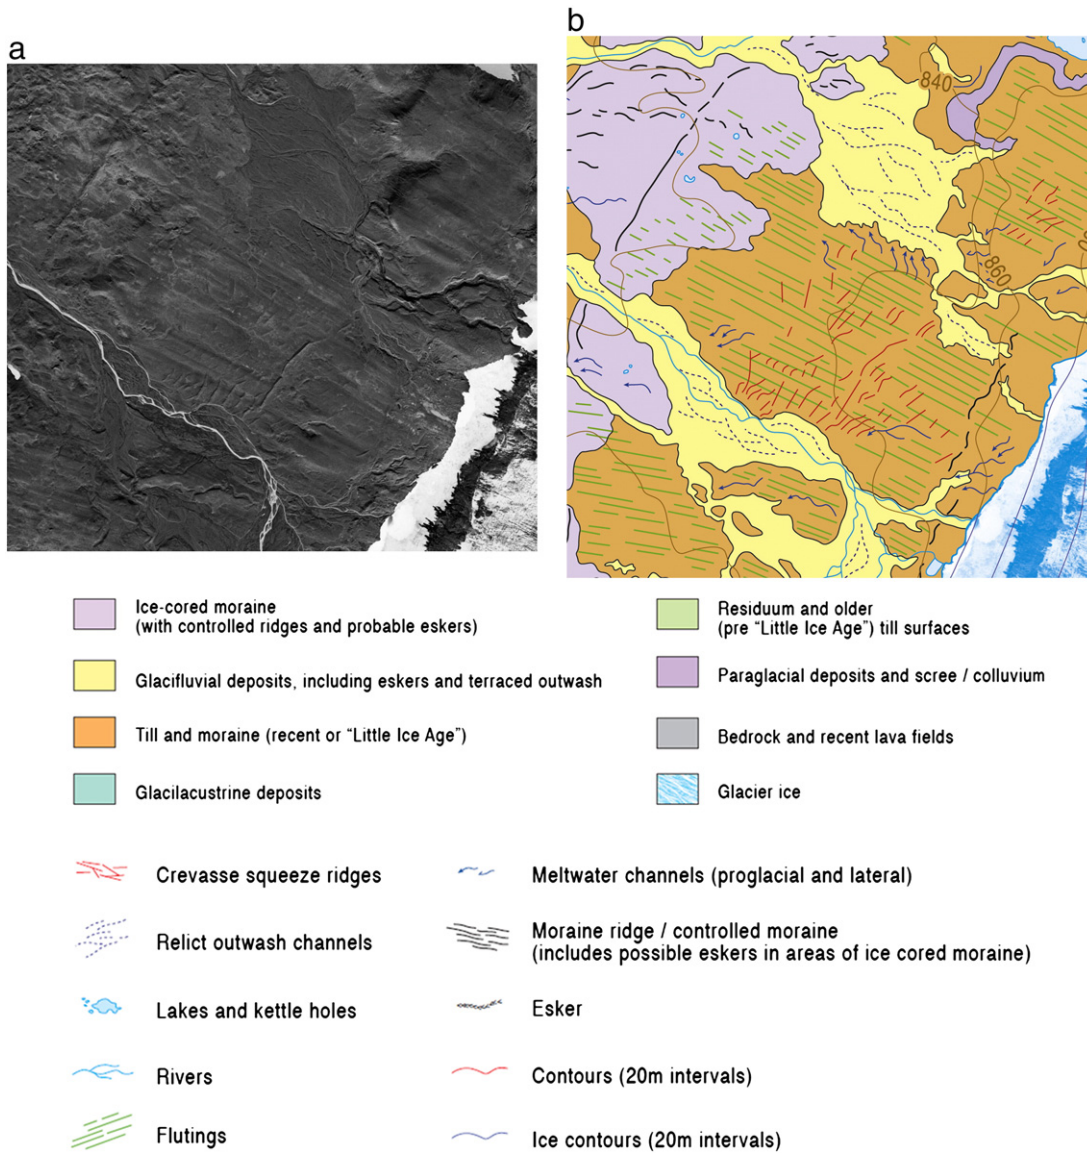 a
b
840
860
8
Ice-cored moraine
(with controlled ridges and probable eskers)
Glacifluvial deposits, including eskers and terraced outwash
Till and moraine (recent or “Little Ice Age”)
Glacilacustrine deposits
Residuum and older
(pre “Little Ice Age”) till surfaces
Paraglacial deposits and scree / colluvium
Bedrock and recent lava fields
Glacier ice
Crevasse squeeze ridges
Relict outwash channels
Lakes and kettle holes
Rivers
Flutings
Meltwater channels (proglacial and lateral)
Moraine ridge / controlled moraine
(includes possible eskers in areas of ice cored moraine)
Esker
Contours (20m intervals)
Ice contours (20m intervals)